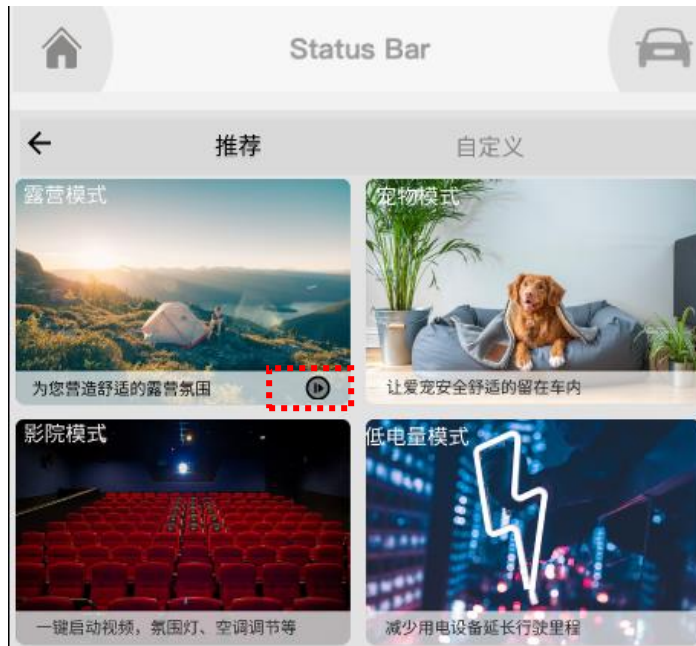 Status Bar
推荐
自定义
露营模式
宠物模式
为您营造舒适的露营氛围
让爱宠安全舒适的留在车内
影院模式
低电量模式
一键启动视频，氛围灯、空调调节等
减少用电设备延长行驶里程